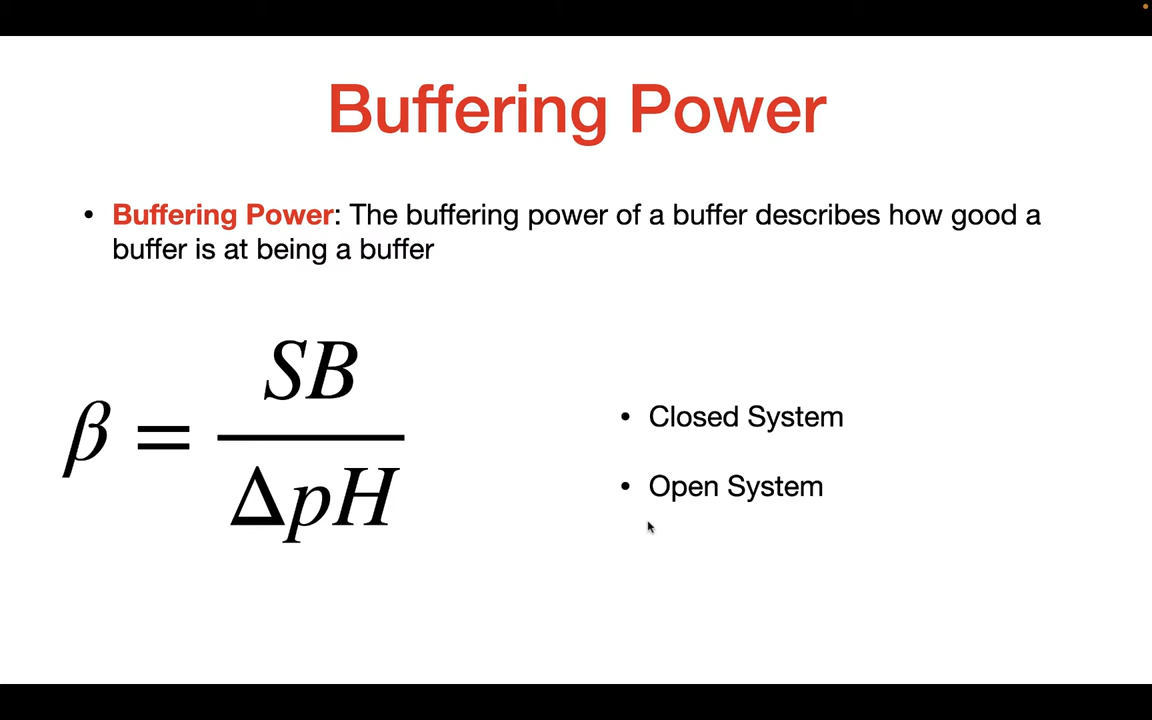 Buffering Power
• Buffering Power: The buffering power of a buffer describes how good a
buffer is at being a buffer
β = SB / ΔpH
• Closed System
• Open System